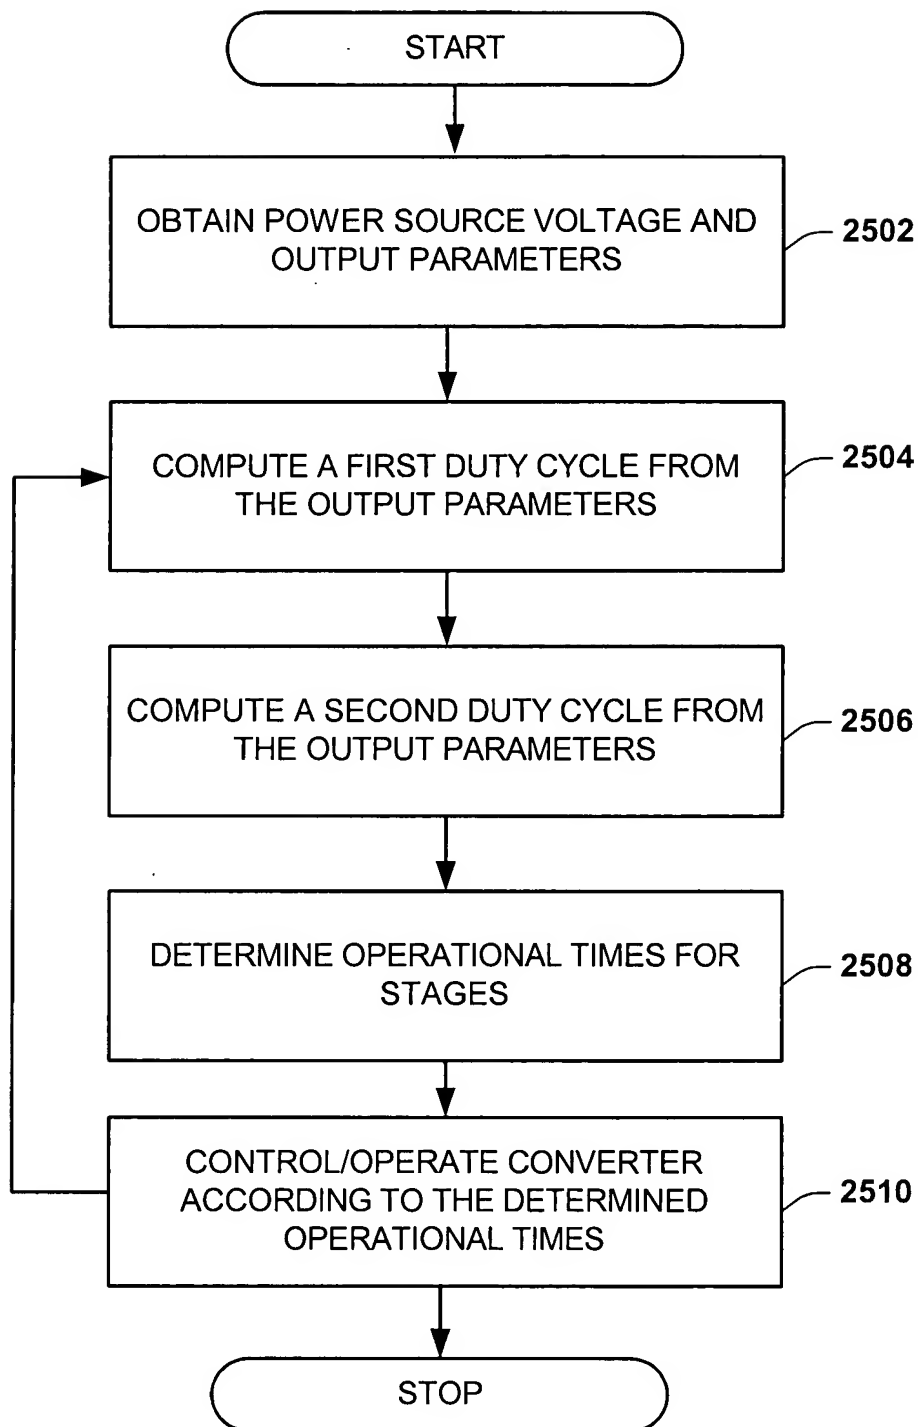 START
OBTAIN POWER SOURCE VOLTAGE AND
OUTPUT PARAMETERS
2502
COMPUTE A FIRST DUTY CYCLE FROM
THE OUTPUT PARAMETERS
2504
COMPUTE A SECOND DUTY CYCLE FROM
THE OUTPUT PARAMETERS
2506
DETERMINE OPERATIONAL TIMES FOR
STAGES
2508
CONTROL/OPERATE CONVERTER
ACCORDING TO THE DETERMINED
OPERATIONAL TIMES
2510
STOP